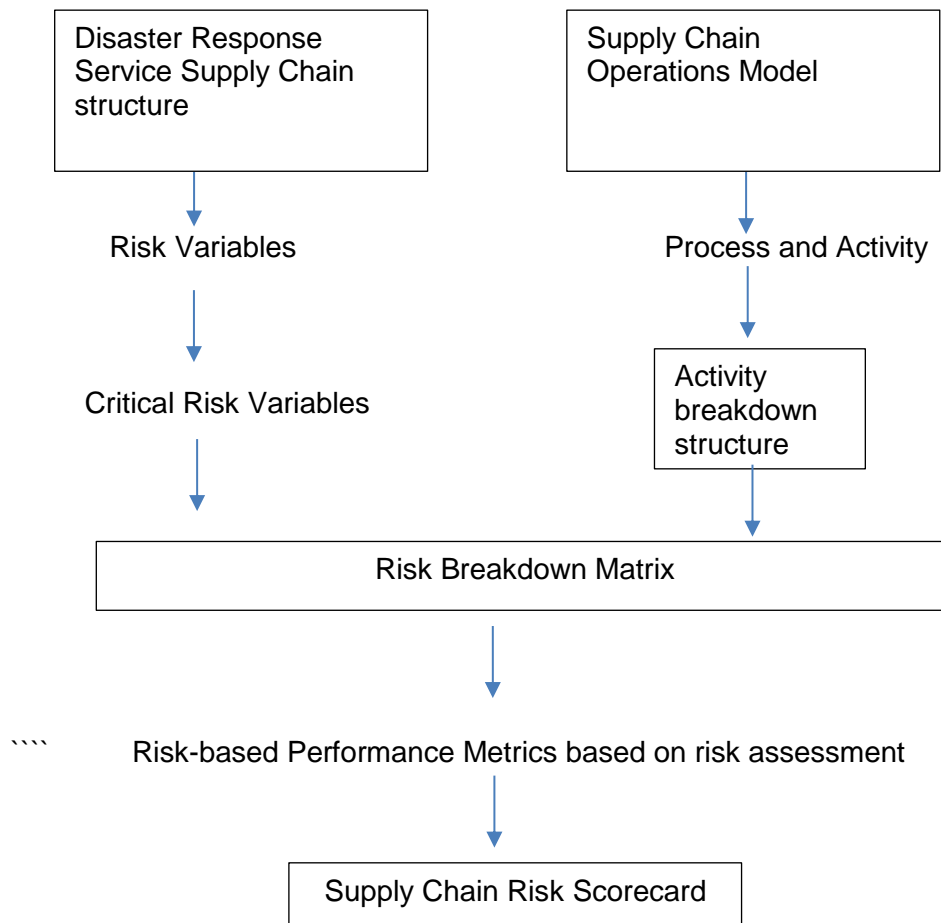 Disaster Response
Service Supply Chain
structure
Supply Chain
Operations Model
Risk Variables
Process and Activity
Critical Risk Variables
Activity
breakdown
structure
Risk Breakdown Matrix
````
Risk-based Performance Metrics based on risk assessment
Supply Chain Risk Scorecard